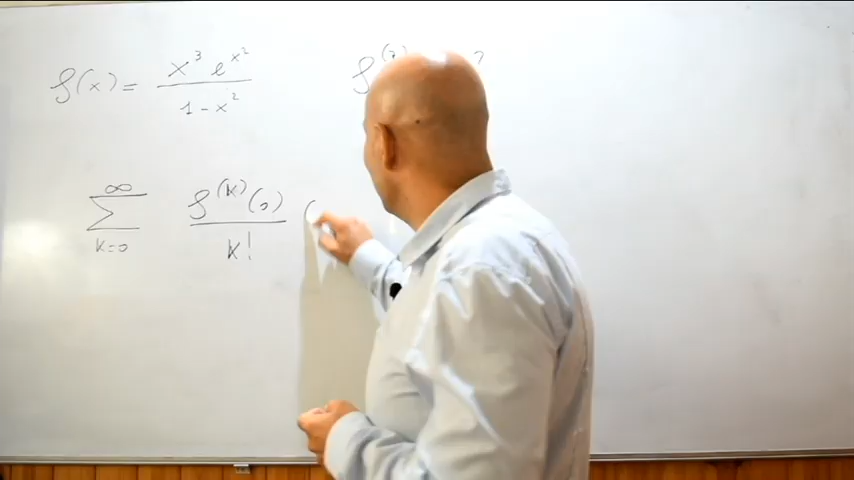 f(x) = x³ e^(x²) / (1 - x²)
∞ Σ k=0 f^(k)(0) / k! (